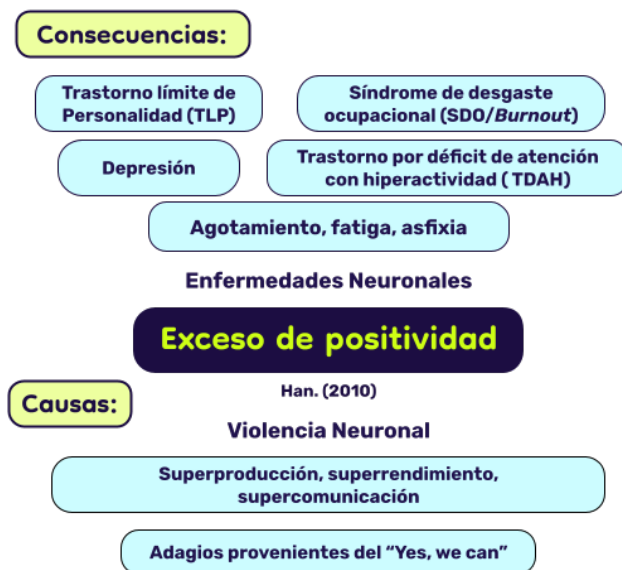 Consecuencias:
Trastorno límite de
Personalidad (TLP)
Síndrome de desgaste
ocupacional (SDO/Burnout)
Depresión
Trastorno por déficit de atención
con hiperactividad ( TDAH)
Agotamiento, fatiga, asfixia
Enfermedades Neuronales
Exceso de positividad
Han. (2010)
Causas:
Violencia Neuronal
Superproducción, superrendimiento,
supercomunicación
Adagios provenientes del “Yes, we can”